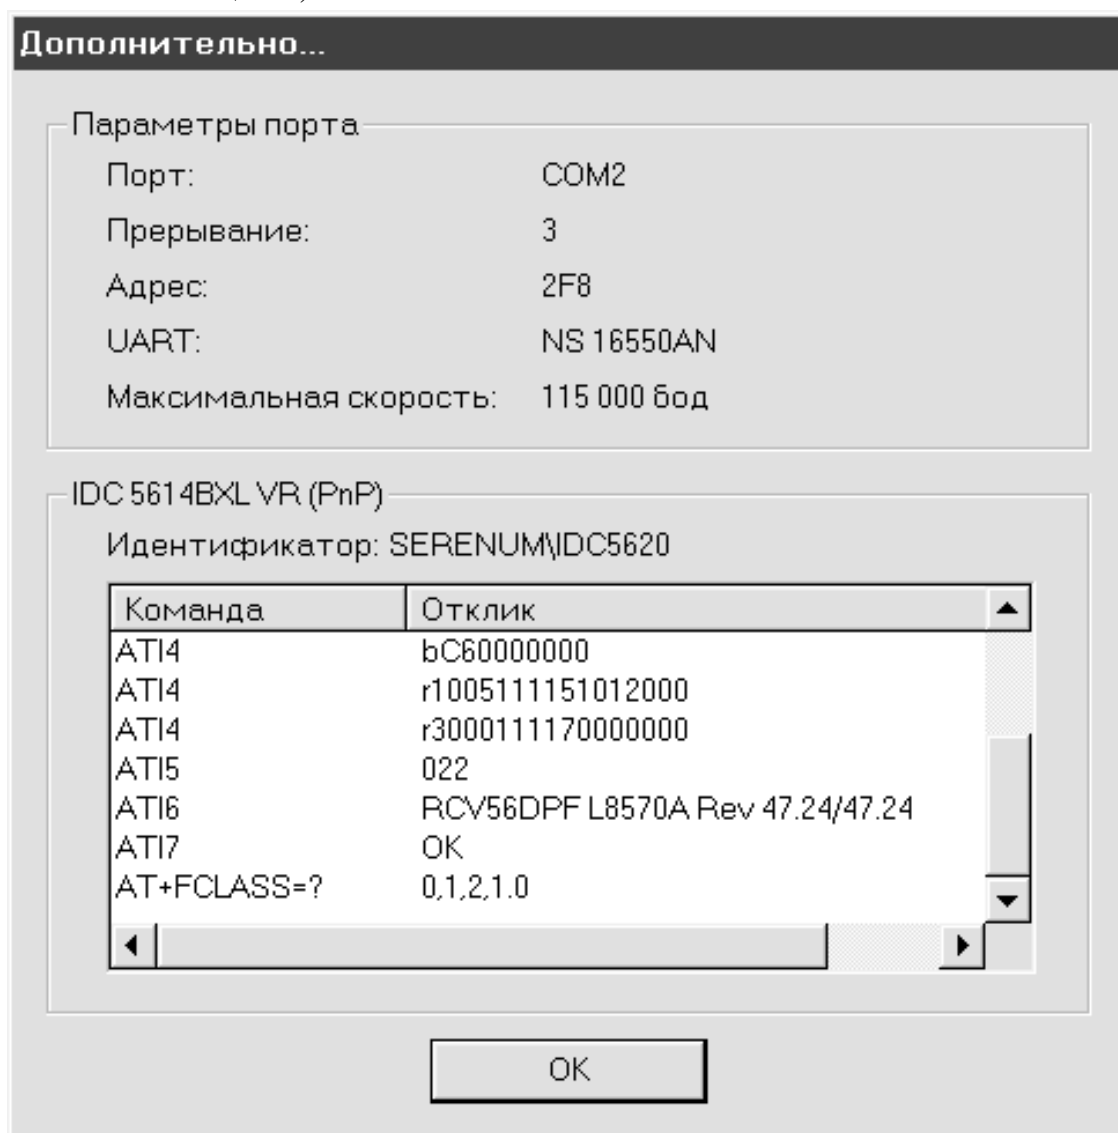 Дополнительно...
Параметры порта
Порт: COM2
Прерывание: 3
Адрес: 2F8
UART: NS 16550AN
Максимальная скорость: 115 000 бод
IDC 5614BXL VR (PnP)
Идентификатор: SERENUM\IDC5620
Команда Отклик
ATI4 bC60000000
ATI4 r1005111151012000
ATI4 r3000111170000000
ATI5 022
ATI6 RCV56DPF L8570A Rev 47.24/47.24
ATI7 OK
AT+FCLASS=? 0,1,2,1.0
OK